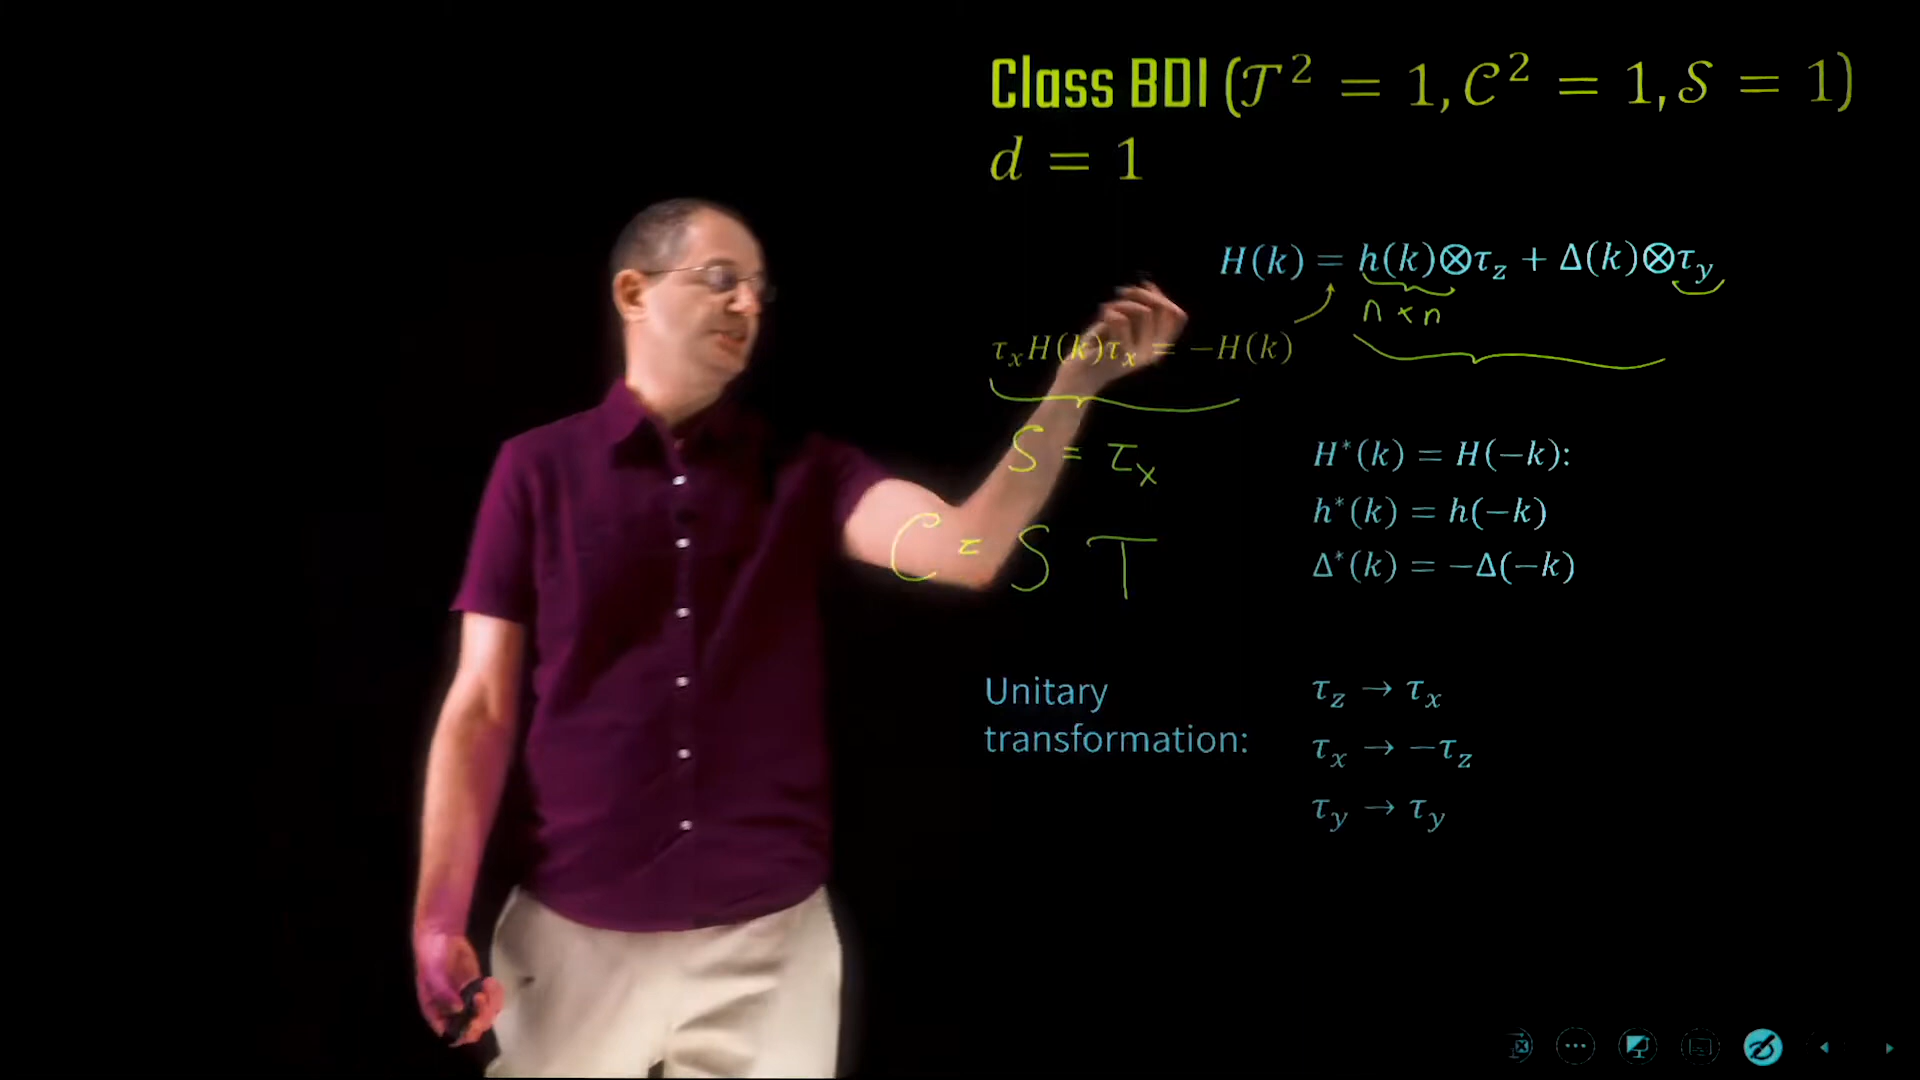 Class BDI (𝒯² = 1, 𝒞² = 1, 𝒮 = 1)
d = 1
H(k) = h(k)⊗τ_z + Δ(k)⊗τ_y
n × n
τ_x H(k)τ_x = −H(k)
S = τ_x
C = S T
H*(k) = H(−k):
h*(k) = h(−k)
Δ*(k) = −Δ(−k)
Unitary
transformation:
τ_z → τ_x
τ_x → −τ_z
τ_y → τ_y